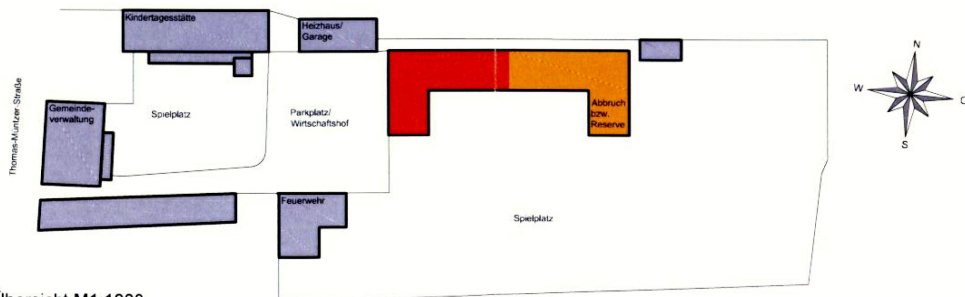 Kindertagesstätte
Heizhaus/
Garage
N
W
O
S
Thomas-Müntzer-Straße
Gemeinde-
verwaltung
Spielplatz
Parkplatz/
Wirtschaftshof
Abbruch
bzw.
Reserve
Feuerwehr
Spielplatz